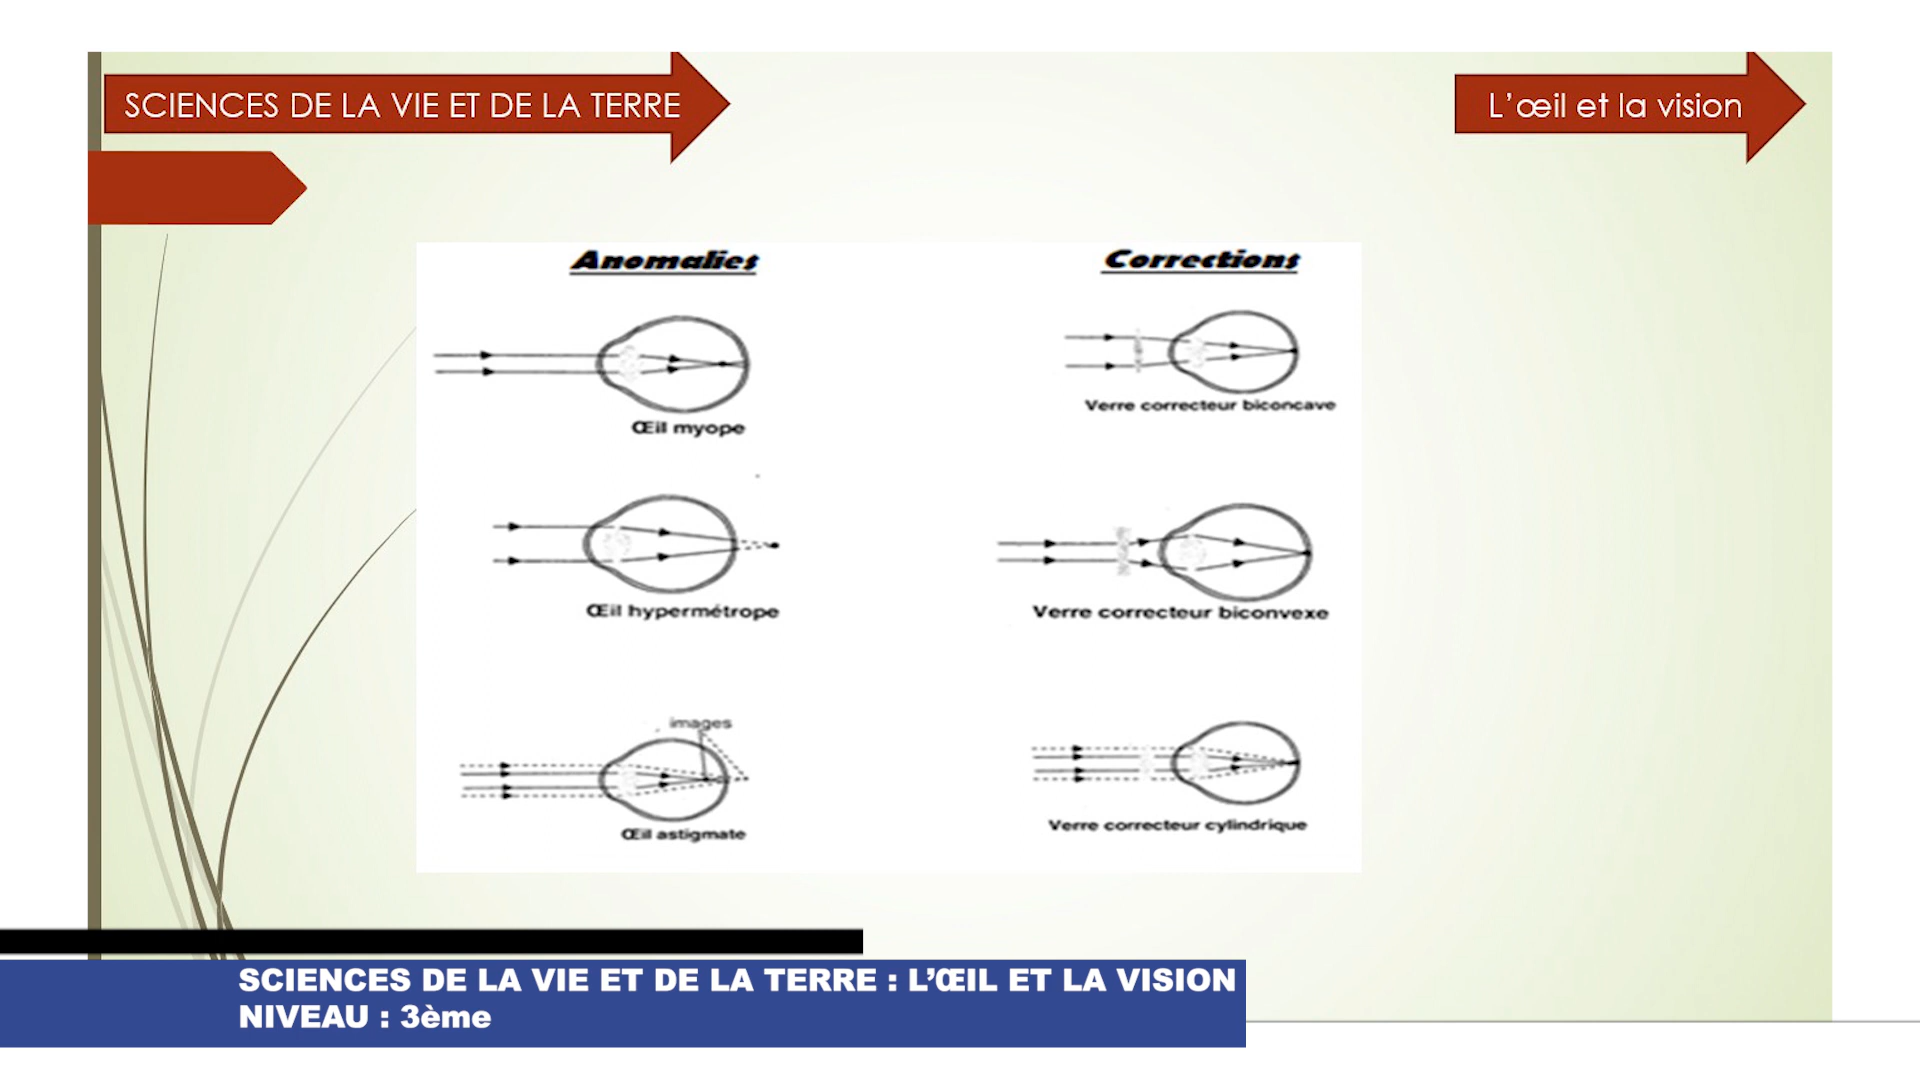 SCIENCES DE LA VIE ET DE LA TERRE
L'œil et la vision
Anomalies
Corrections
Œil myope
Verre correcteur biconcave
Œil hypermétrope
Verre correcteur biconvexe
images
Œil astigmate
Verre correcteur cylindrique
SCIENCES DE LA VIE ET DE LA TERRE : L'ŒIL ET LA VISION
NIVEAU : 3ème